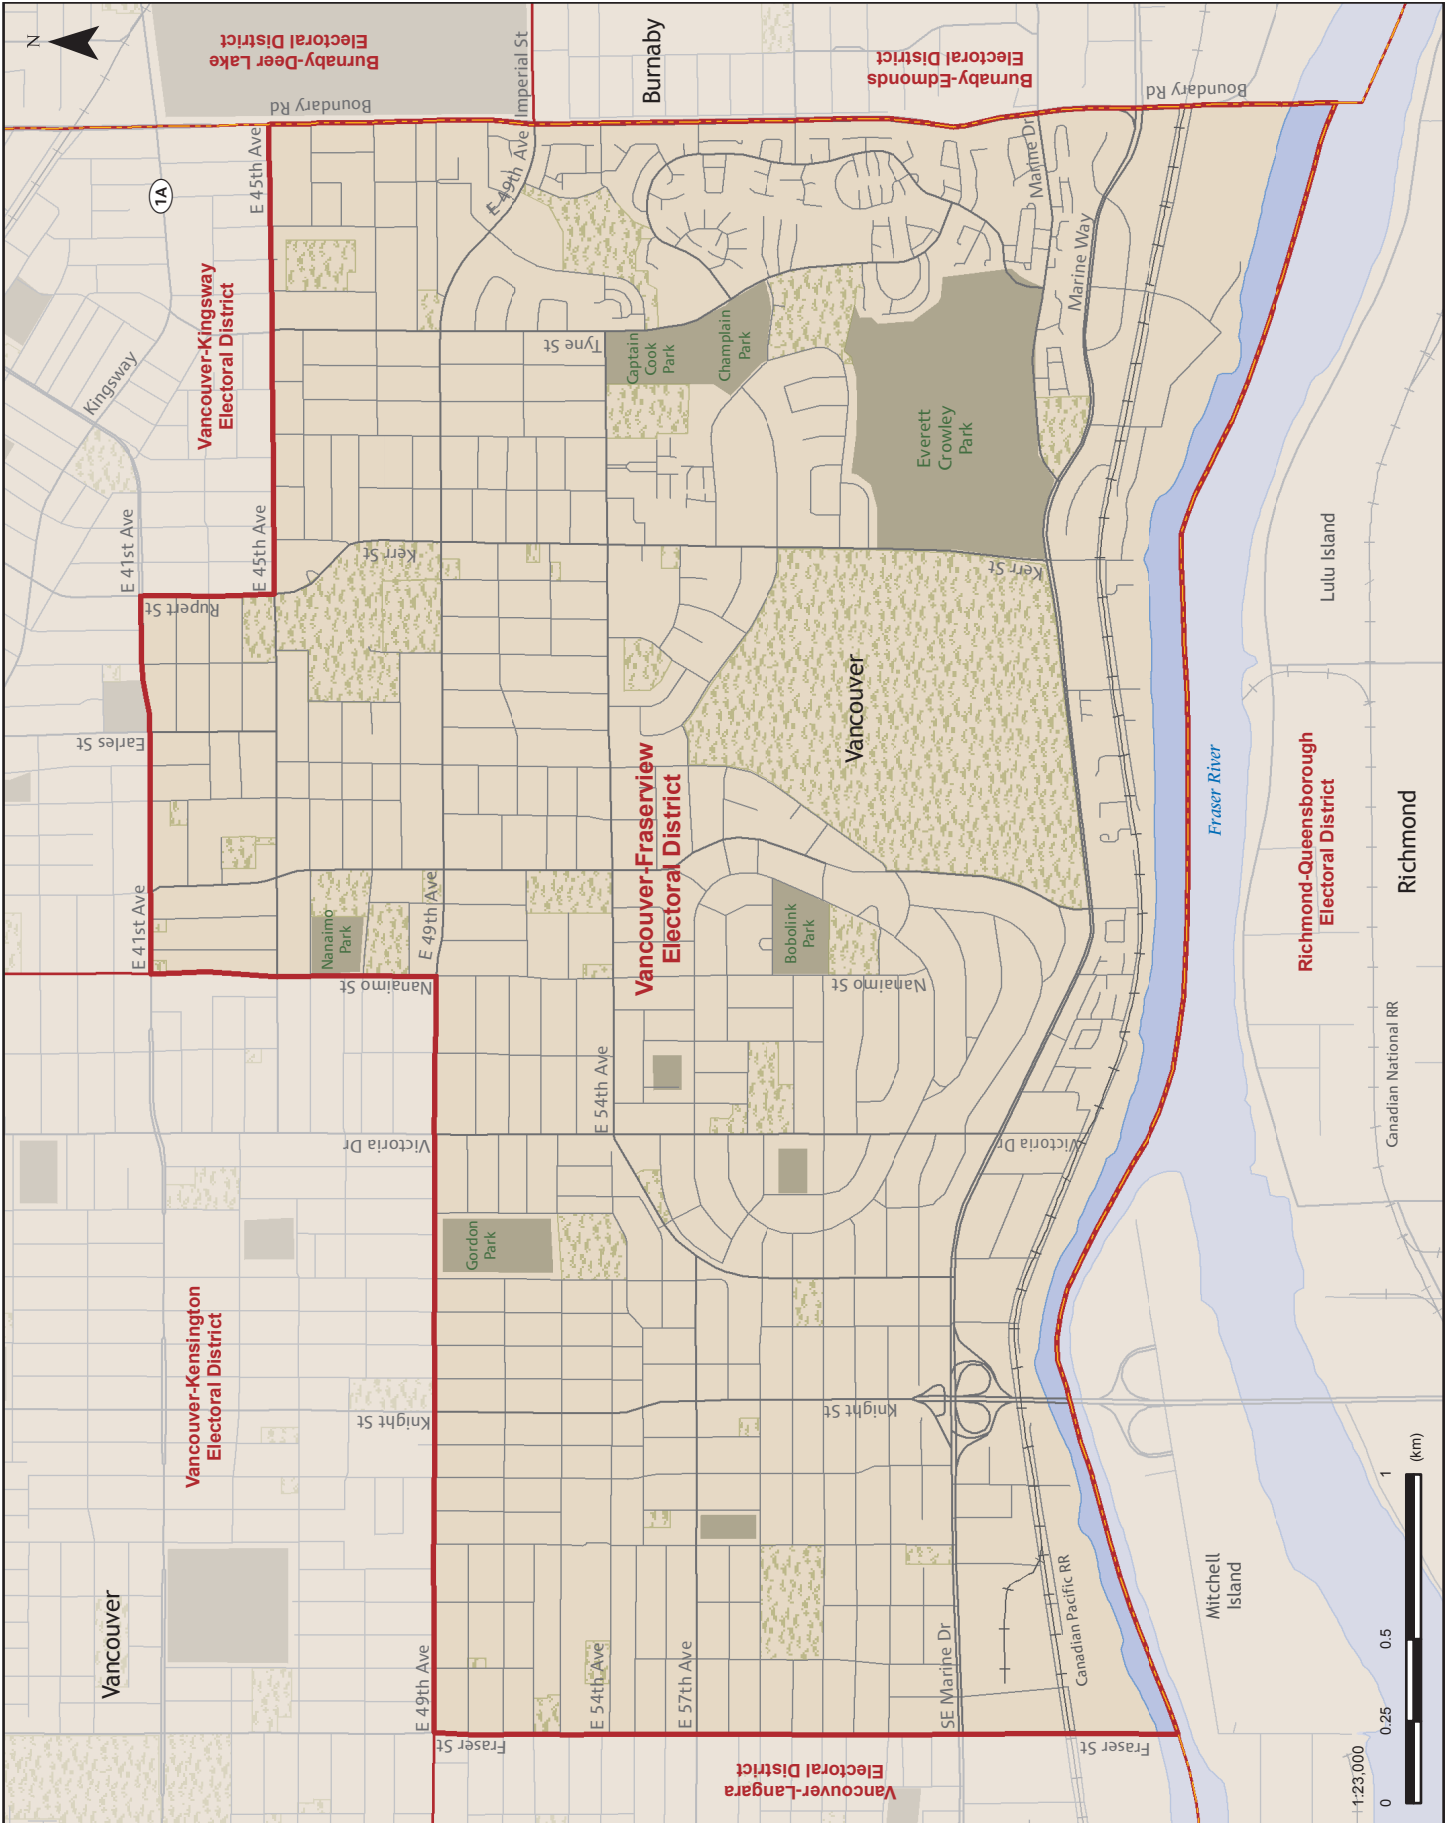 N
Burnaby-Deer Lake
Electoral District
Imperial St
Burnaby
Burnaby-Edmonds
Electoral District
Boundary Rd
Boundary Rd
1A
E 45th Ave
E 49th Ave
Marine Dr
Marine Way
Kingsway
Vancouver-Kingsway
Electoral District
Tyne St
Captain
Cook
Park
Champlain
Park
Everett
Crowley
Park
E 41st Ave
E 45th Ave
Rupert St
Kerr St
Kerr St
Lulu Island
Earles St
Vancouver
Vancouver-Fraserview
Electoral District
Fraser River
Richmond-Queensborough
Electoral District
Richmond
E 41st Ave
Nanaimo
Park
E 49th Ave
Bobolink
Park
Nanaimo St
Nanaimo St
Canadian National RR
E 54th Ave
Victoria Dr
Victoria Dr
Gordon
Park
Vancouver-Kensington
Electoral District
Knight St
Knight St
Vancouver
E 49th Ave
E 54th Ave
E 57th Ave
SE Marine Dr
Canadian Pacific RR
Mitchell
Island
Fraser St
Fraser St
Vancouver-Langara
Electoral District
1:23,000
0
0.25
0.5
1
(km)